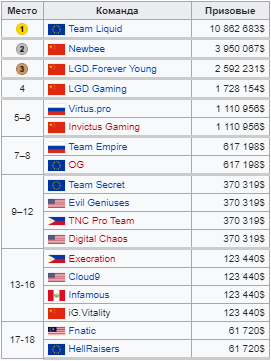 Место Команда Призовые
1 Team Liquid 10 862 683$
2 Newbee 3 950 067$
3 LGD.Forever Young 2 592 231$
4 LGD Gaming 1 728 154$
5–6 Virtus.pro 1 110 956$
Invictus Gaming 1 110 956$
7–8 Team Empire 617 198$
OG 617 198$
9–12 Team Secret 370 319$
Evil Geniuses 370 319$
TNC Pro Team 370 319$
Digital Chaos 370 319$
13-16 Execration 123 440$
Cloud9 123 440$
Infamous 123 440$
iG.Vitality 123 440$
17-18 Fnatic 61 720$
HellRaisers 61 720$